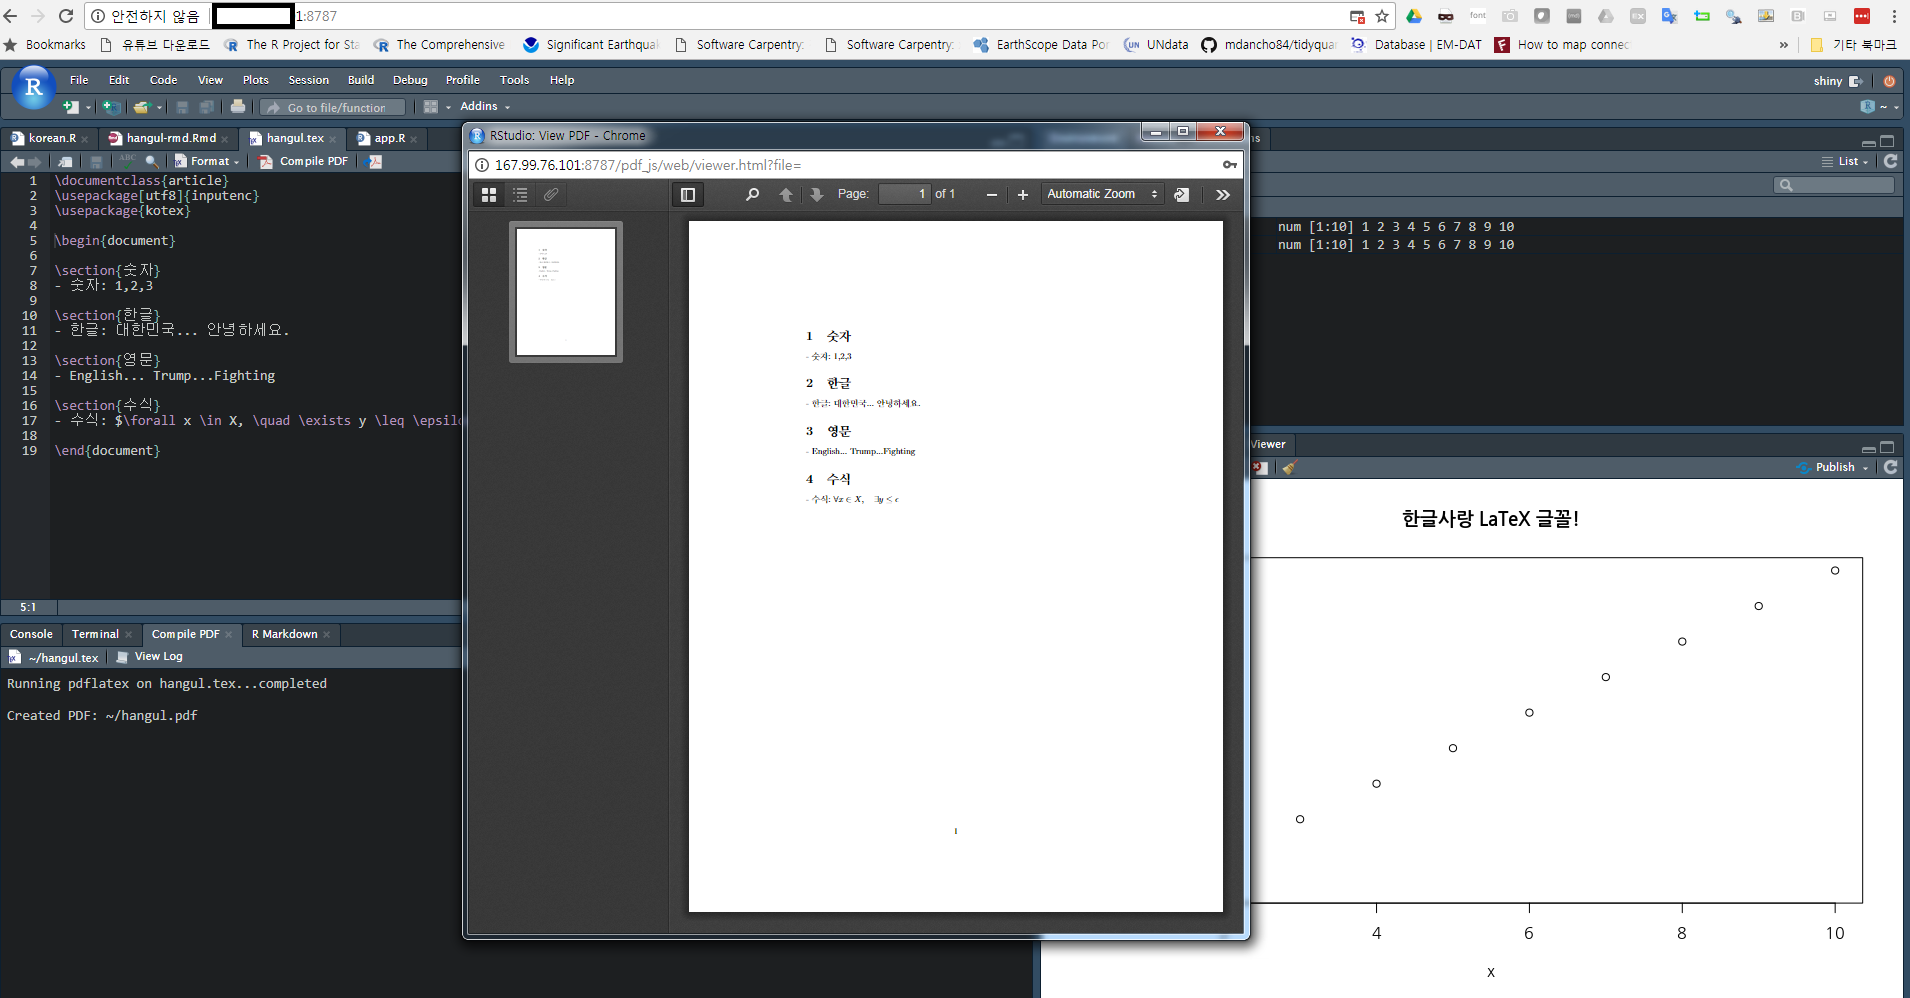 안전하지 않음 | 1:8787
Bookmarks 유튜브 다운로드 The R Project for Sta The Comprehensive Significant Earthqua Software Carpentry: Software Carpentry: EarthScope Data Por UNdata mdancho84/tidyquar Database | EM-DAT How to map connec » 기타 북마크
File Edit Code View Plots Session Build Debug Profile Tools Help shiny
Go to file/function Addins ~
korean.R hangul-rmd.Rmd hangul.tex app.R
Format Compile PDF List
1 \documentclass{article}
2 \usepackage[utf8]{inputenc}
3 \usepackage{kotex}
4
5 \begin{document}
6
7 \section{숫자}
8 - 숫자: 1,2,3
9
10 \section{한글}
11 - 한글: 대한민국... 안녕하세요.
12
13 \section{영문}
14 - English... Trump...Fighting
15
16 \section{수식}
17 - 수식: $\forall x \in X, \quad \exists y \leq \epsilo
18
19 \end{document}
5:1
Console Terminal Compile PDF R Markdown
~/hangul.tex View Log
Running pdflatex on hangul.tex...completed
Created PDF: ~/hangul.pdf
RStudio: View PDF - Chrome
167.99.76.101:8787/pdf_js/web/viewer.html?file=
Page: 1 of 1 Automatic Zoom
1 숫자
- 숫자: 1,2,3
2 한글
- 한글: 대한민국... 안녕하세요.
3 영문
- English... Trump...Fighting
4 수식
- 수식: ∀x ∈ X, ∃y ≤ ϵ
1
num [1:10] 1 2 3 4 5 6 7 8 9 10
num [1:10] 1 2 3 4 5 6 7 8 9 10
Viewer
Publish
한글사랑 LaTeX 글꼴!
4 6 8 10
x